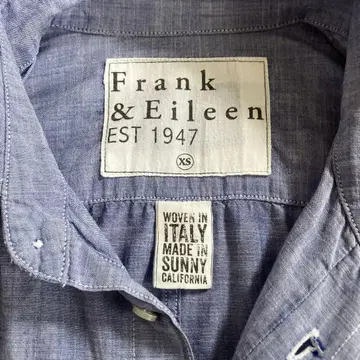 Frank
& Eileen
EST 1947
XS
WOVEN IN
ITALY
MADE IN
SUNNY
CALIFORNIA